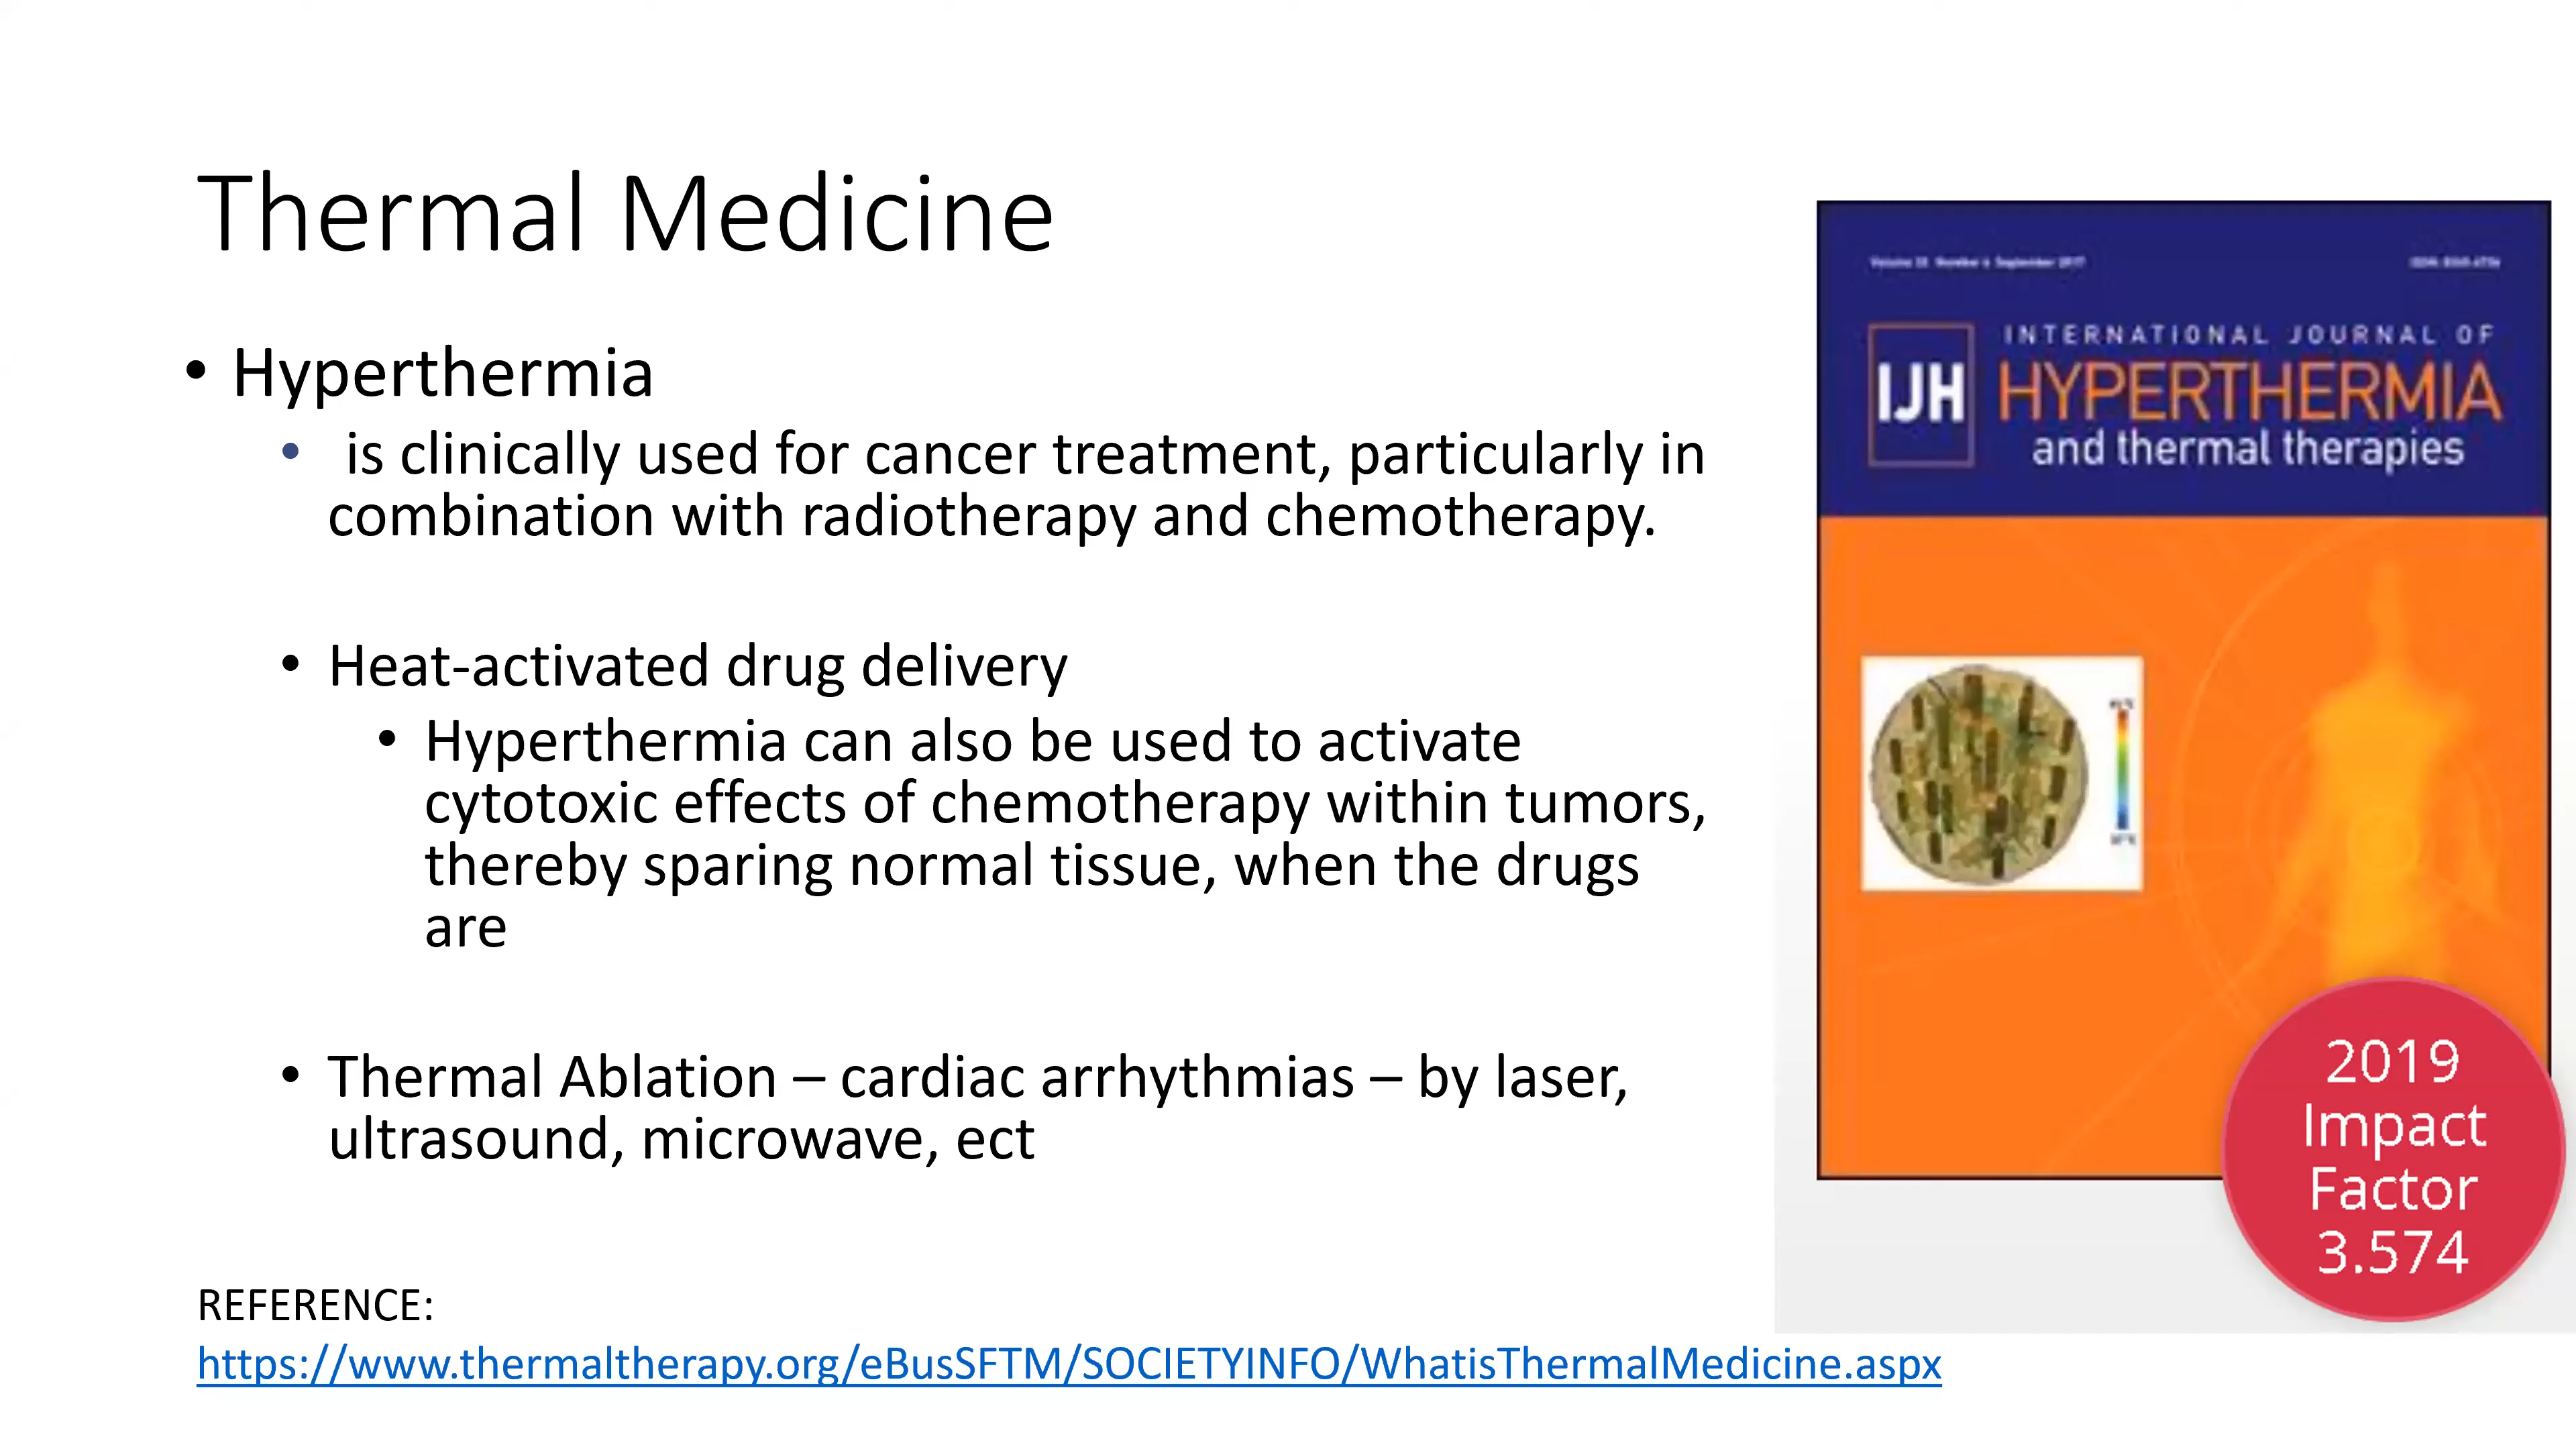 Thermal Medicine
• Hyperthermia
• is clinically used for cancer treatment, particularly in
combination with radiotherapy and chemotherapy.
• Heat-activated drug delivery
• Hyperthermia can also be used to activate
cytotoxic effects of chemotherapy within tumors,
thereby sparing normal tissue, when the drugs
are
• Thermal Ablation – cardiac arrhythmias – by laser,
ultrasound, microwave, ect
REFERENCE:
https://www.thermaltherapy.org/eBusSFTM/SOCIETYINFO/WhatisThermalMedicine.aspx
INTERNATIONAL JOURNAL OF
IJH HYPERTHERMIA
and thermal therapies
2019
Impact
Factor
3.574